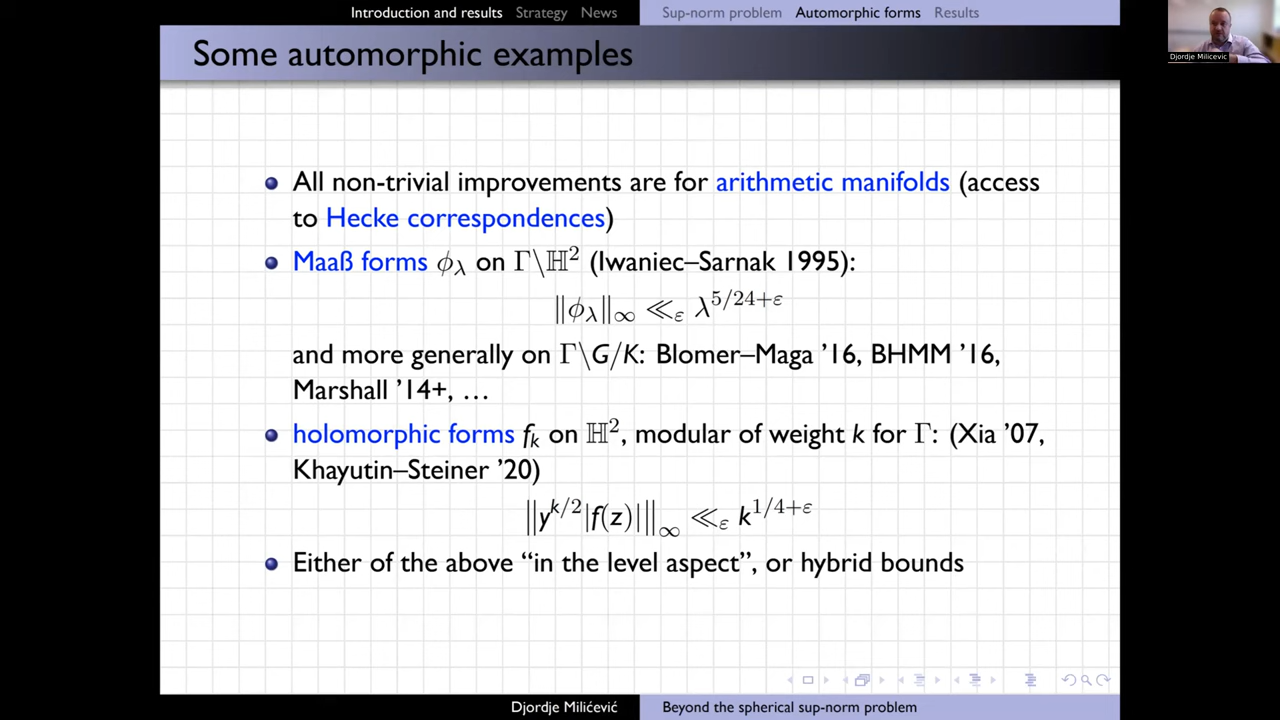 Introduction and results Strategy News Sup-norm problem Automorphic forms Results
Some automorphic examples
Djordje Milicevic
All non-trivial improvements are for arithmetic manifolds (access
to Hecke correspondences)
Maaß forms ϕ_λ on Γ\ℍ² (Iwaniec–Sarnak 1995):
‖ϕ_λ‖_∞ ≪_ε λ^{5/24+ε}
and more generally on Γ\G/K: Blomer–Maga '16, BHMM '16,
Marshall '14+, …
holomorphic forms f_k on ℍ², modular of weight k for Γ: (Xia '07,
Khayutin–Steiner '20)
‖y^{k/2}|f(z)|‖_∞ ≪_ε k^{1/4+ε}
Either of the above “in the level aspect”, or hybrid bounds
Djordje Milićević Beyond the spherical sup-norm problem